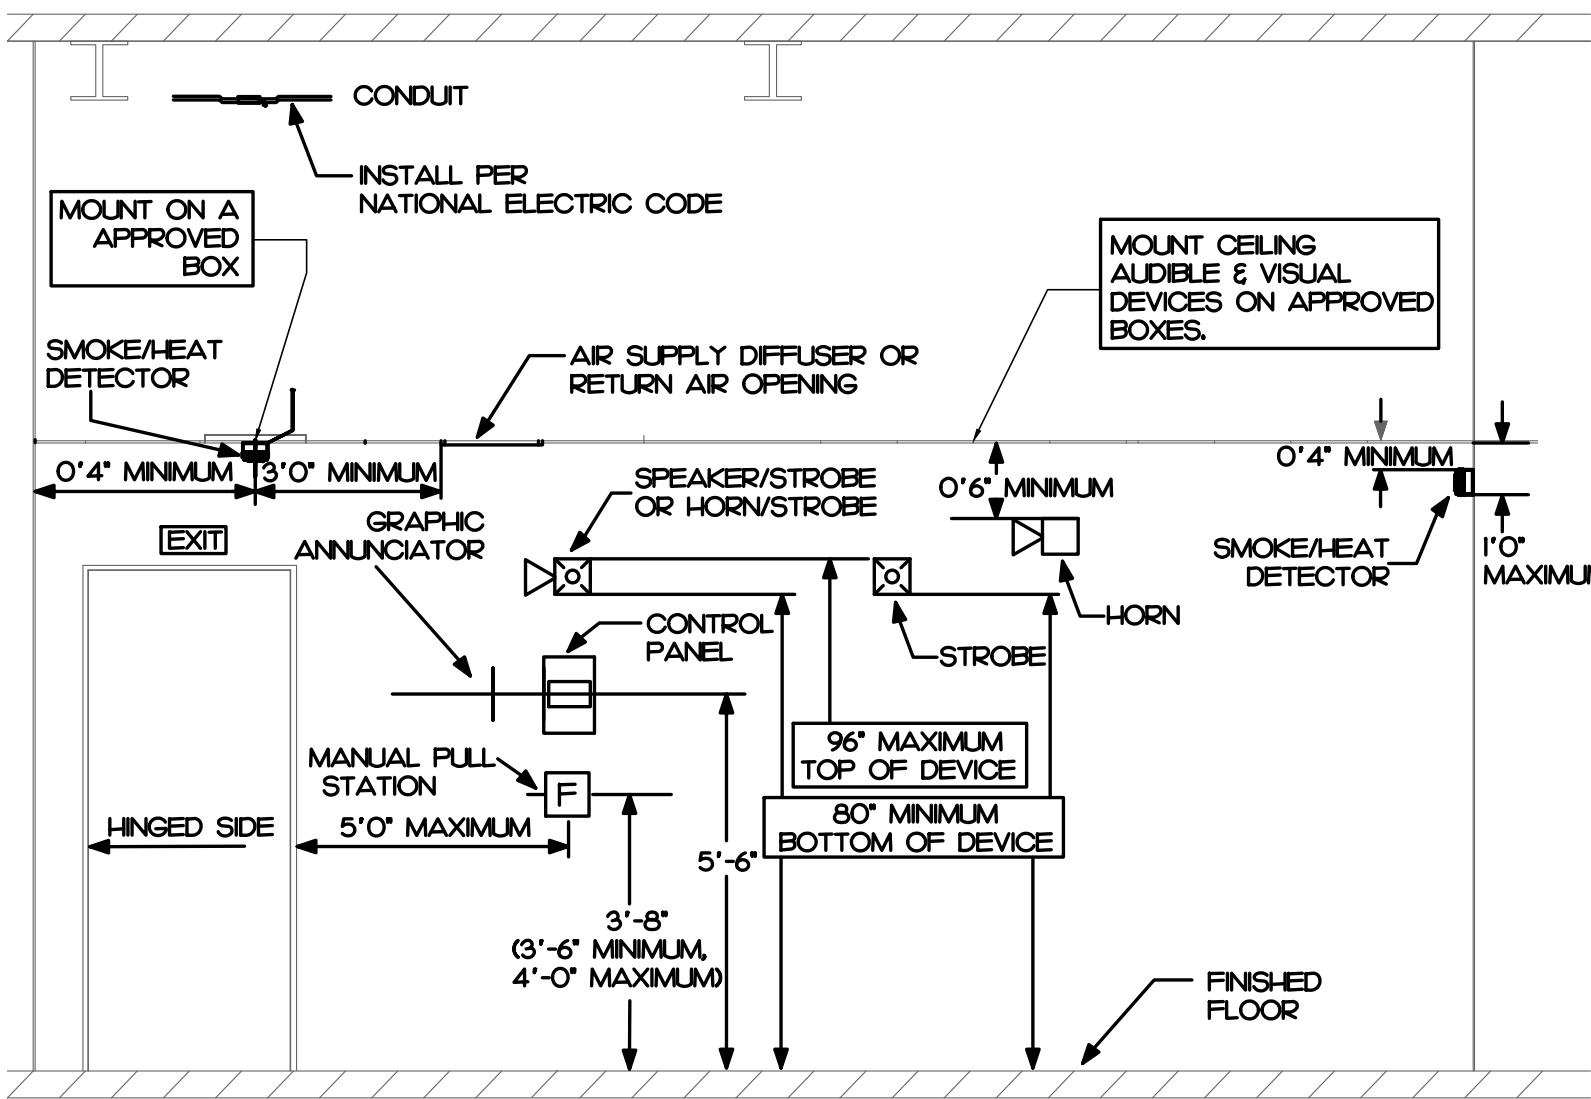 CONDUIT
INSTALL PER
NATIONAL ELECTRIC CODE
MOUNT ON A
APPROVED
BOX
MOUNT CEILING
AUDIBLE & VISUAL
DEVICES ON APPROVED
BOXES.
SMOKE/HEAT
DETECTOR
AIR SUPPLY DIFFUSER OR
RETURN AIR OPENING
0'4" MINIMUM
3'0" MINIMUM
SPEAKER/STROBE
OR HORN/STROBE
0'6" MINIMUM
0'4" MINIMUM
GRAPHIC
ANNUNCIATOR
EXIT
SMOKE/HEAT
DETECTOR
1'0"
MAXIMUM
HORN
CONTROL
PANEL
STROBE
96" MAXIMUM
TOP OF DEVICE
MANUAL PULL
STATION
F
HINGED SIDE
5'0" MAXIMUM
80" MINIMUM
BOTTOM OF DEVICE
5'-6"
3'-8"
(3'-6" MINIMUM,
4'-0" MAXIMUM)
FINISHED
FLOOR